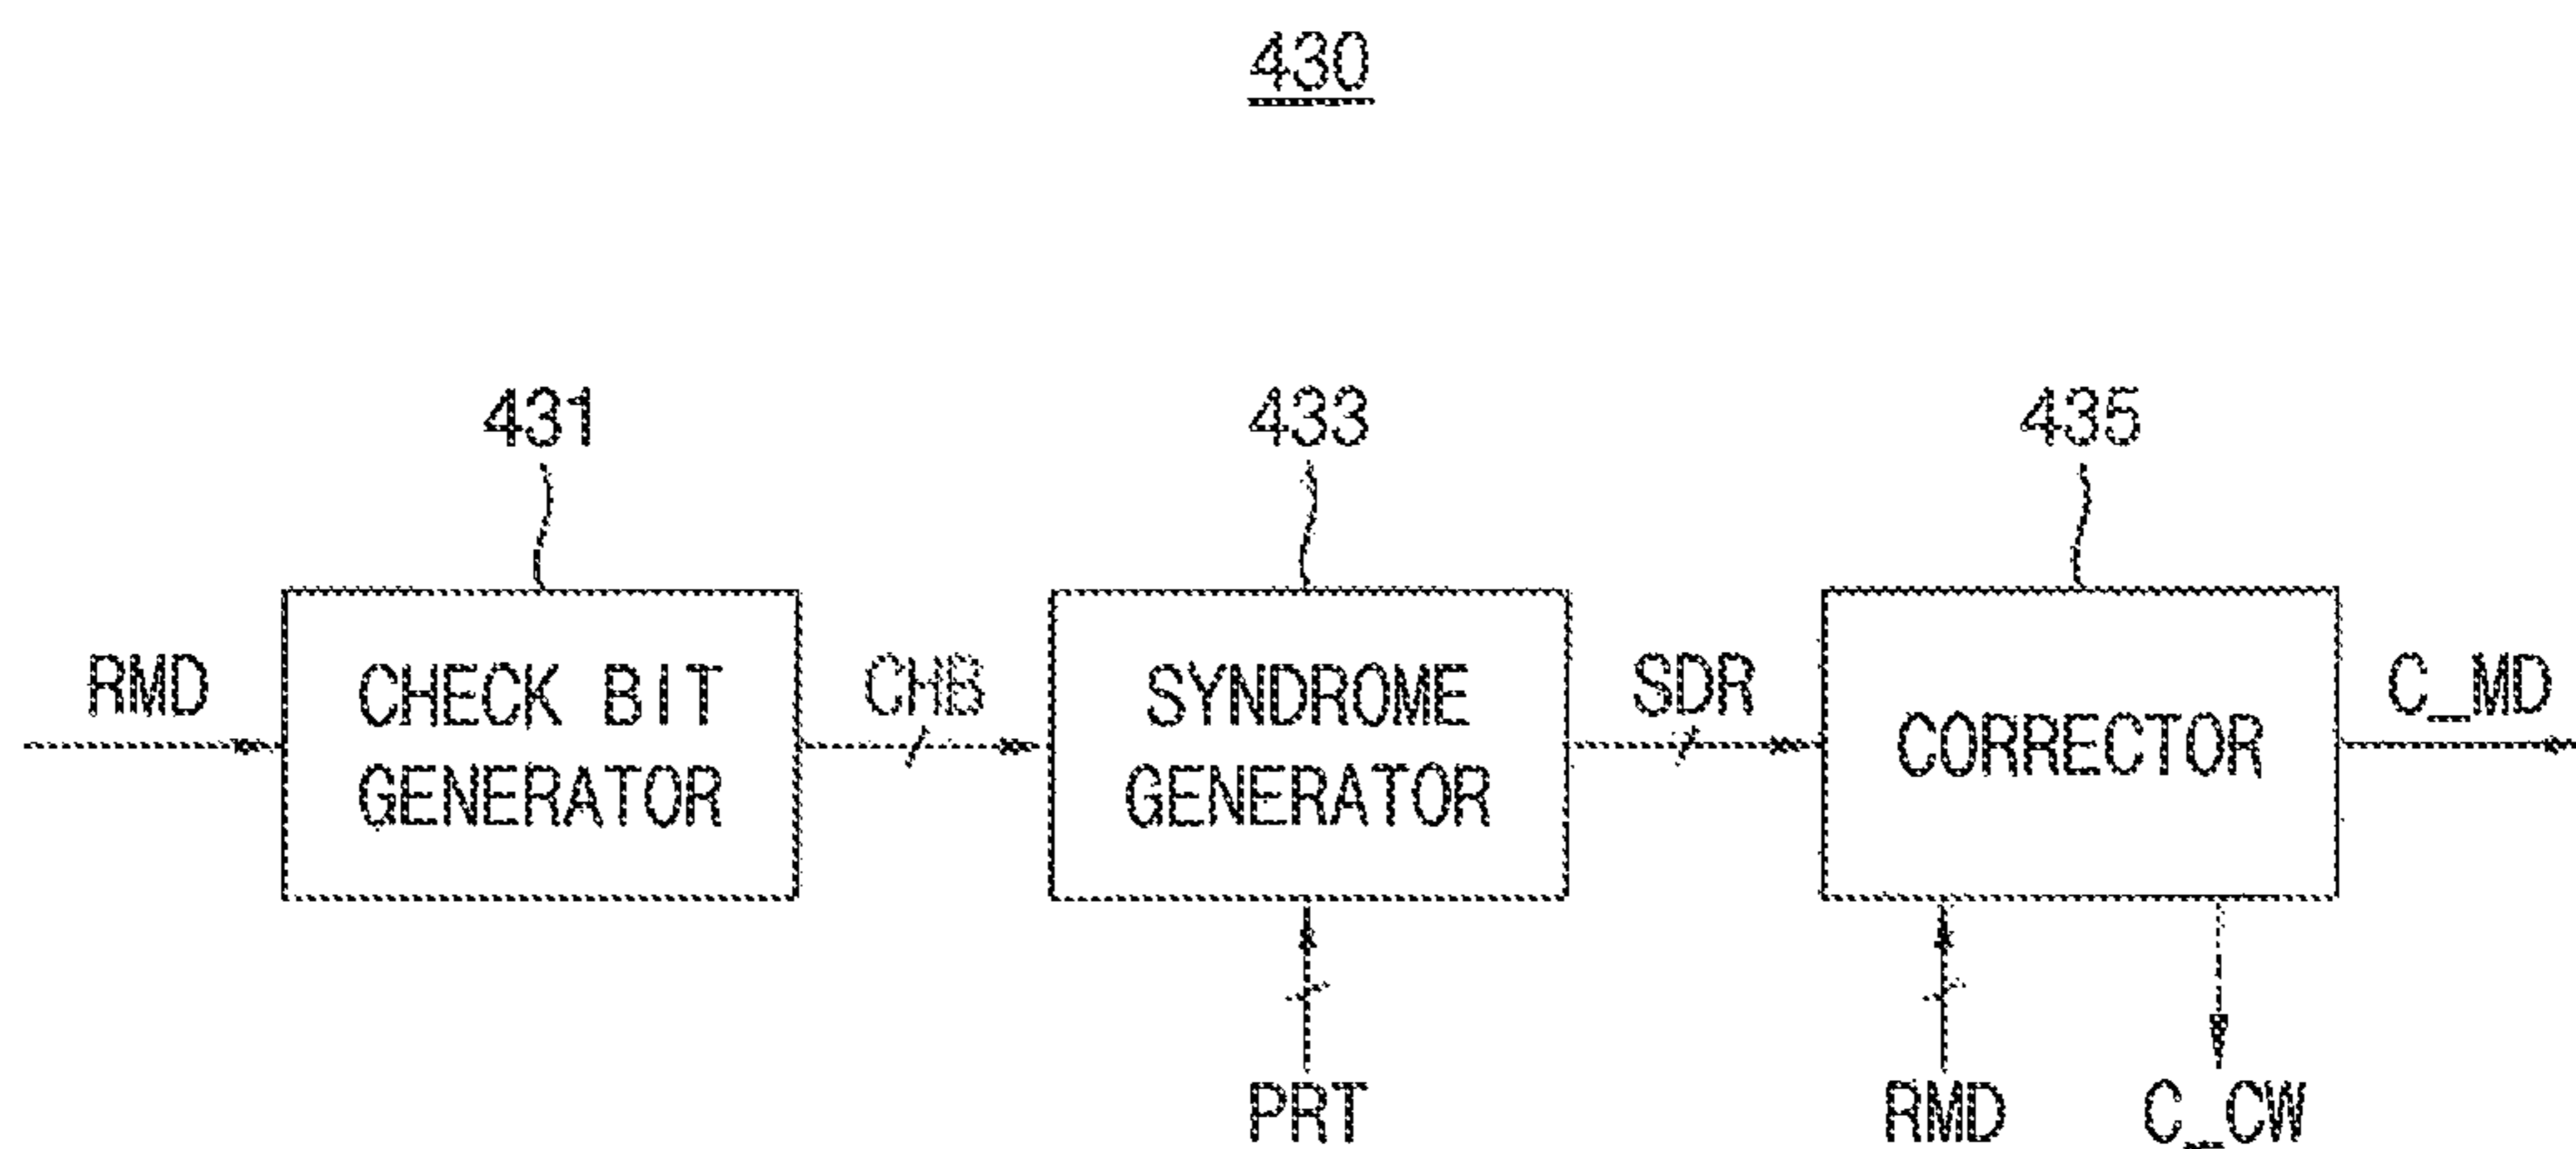 430
431
433
435
RMD
CHECK BIT
GENERATOR
CHB
SYNDROME
GENERATOR
SDR
CORRECTOR
C_MD
PRT
RMD
C_CW